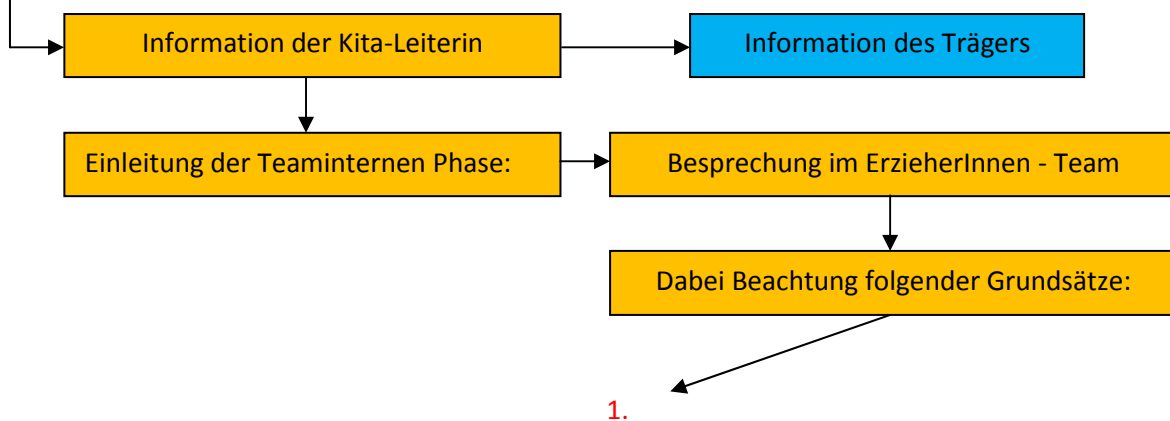 Information der Kita-Leiterin
Information des Trägers
Einleitung der Teaminternen Phase:
Besprechung im ErzieherInnen - Team
Dabei Beachtung folgender Grundsätze:
1.